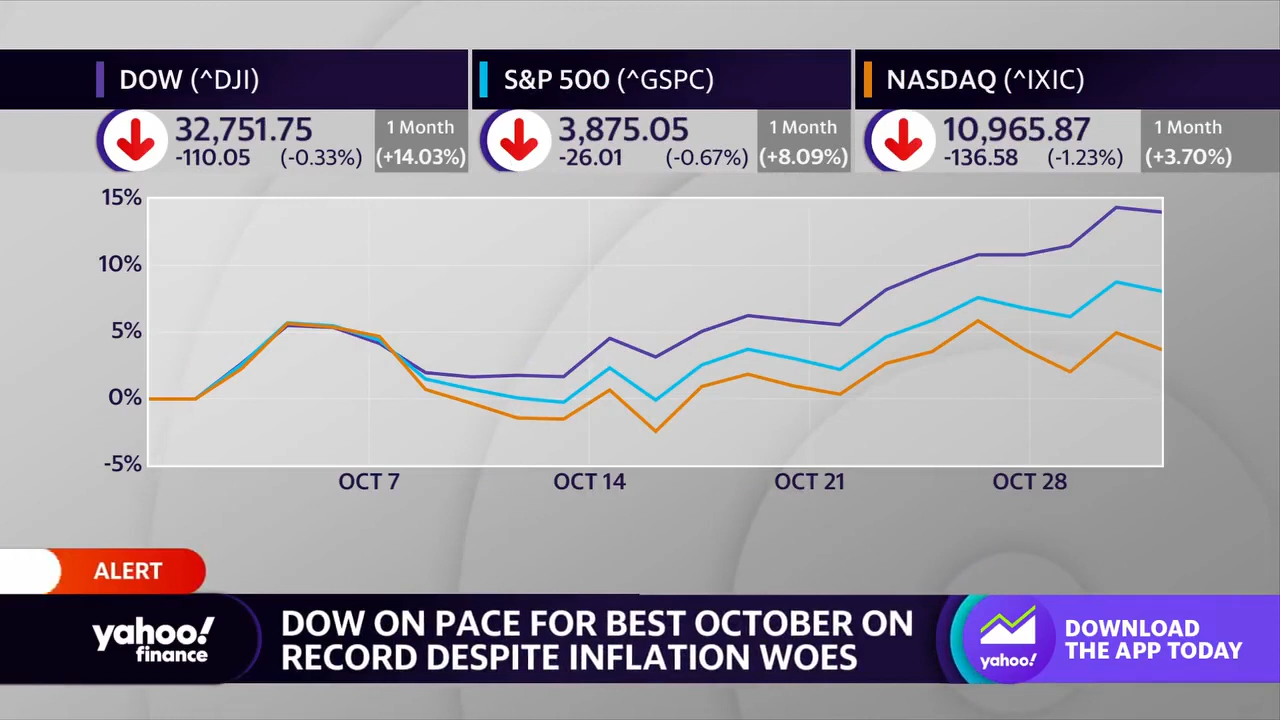 DOW (^DJI)
32,751.75
-110.05 (-0.33%)
1 Month
(+14.03%)
S&P 500 (^GSPC)
3,875.05
-26.01 (-0.67%)
1 Month
(+8.09%)
NASDAQ (^IXIC)
10,965.87
-136.58 (-1.23%)
1 Month
(+3.70%)
15%
10%
5%
0%
-5%
OCT 7 OCT 14 OCT 21 OCT 28
ALERT
yahoo!
finance
DOW ON PACE FOR BEST OCTOBER ON
RECORD DESPITE INFLATION WOES
yahoo!
DOWNLOAD
THE APP TODAY